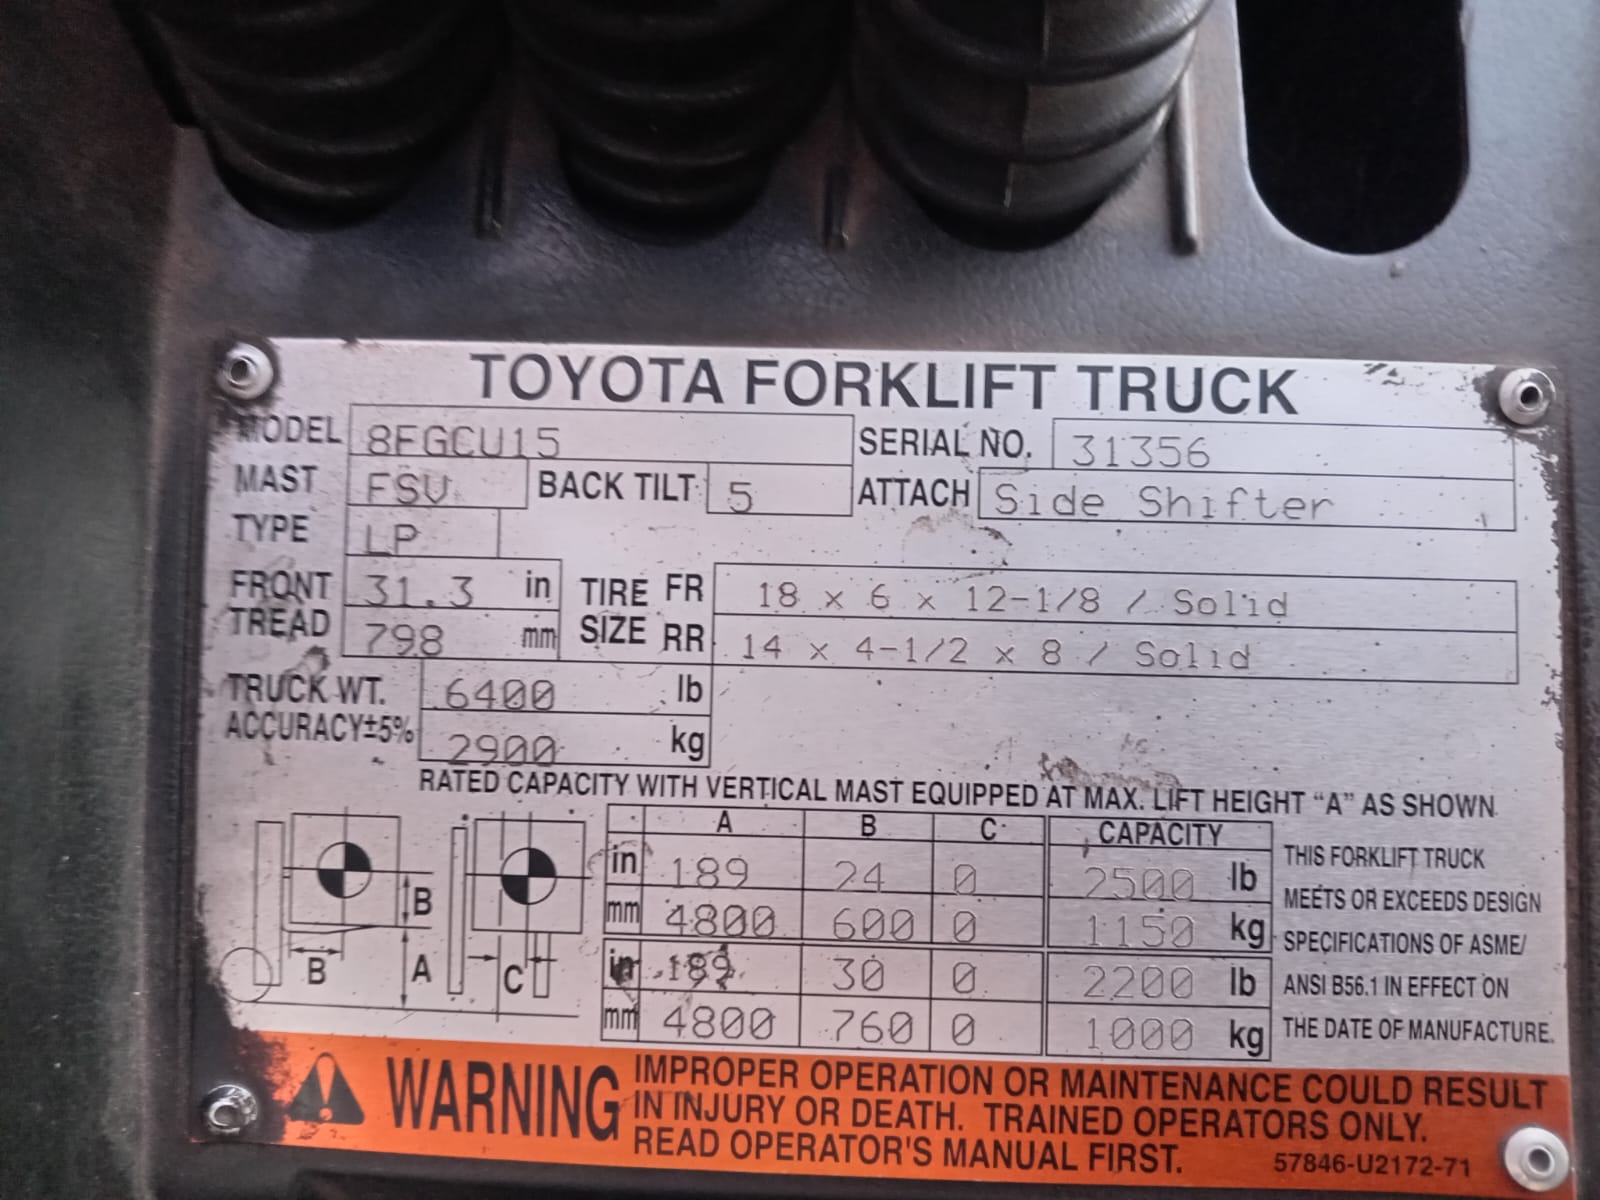 TOYOTA FORKLIFT TRUCK
MODEL 8FGCU15 SERIAL NO. 31356
MAST FSV BACK TILT 5 ATTACH Side Shifter
TYPE LP
FRONT TREAD 31.3 in TIRE SIZE FR 18 x 6 x 12-1/8 / Solid
798 mm RR 14 x 4-1/2 x 8 / Solid
TRUCK WT. 6400 lb
ACCURACY±5% 2900 kg
RATED CAPACITY WITH VERTICAL MAST EQUIPPED AT MAX. LIFT HEIGHT "A" AS SHOWN
A B C CAPACITY
in 189 24 0 2500 lb
mm 4800 600 0 1150 kg
in 189 30 0 2200 lb
mm 4800 760 0 1000 kg
B
B A C
THIS FORKLIFT TRUCK
MEETS OR EXCEEDS DESIGN
SPECIFICATIONS OF ASME/
ANSI B56.1 IN EFFECT ON
THE DATE OF MANUFACTURE.
WARNING
IMPROPER OPERATION OR MAINTENANCE COULD RESULT
IN INJURY OR DEATH. TRAINED OPERATORS ONLY.
READ OPERATOR'S MANUAL FIRST.
57846-U2172-71